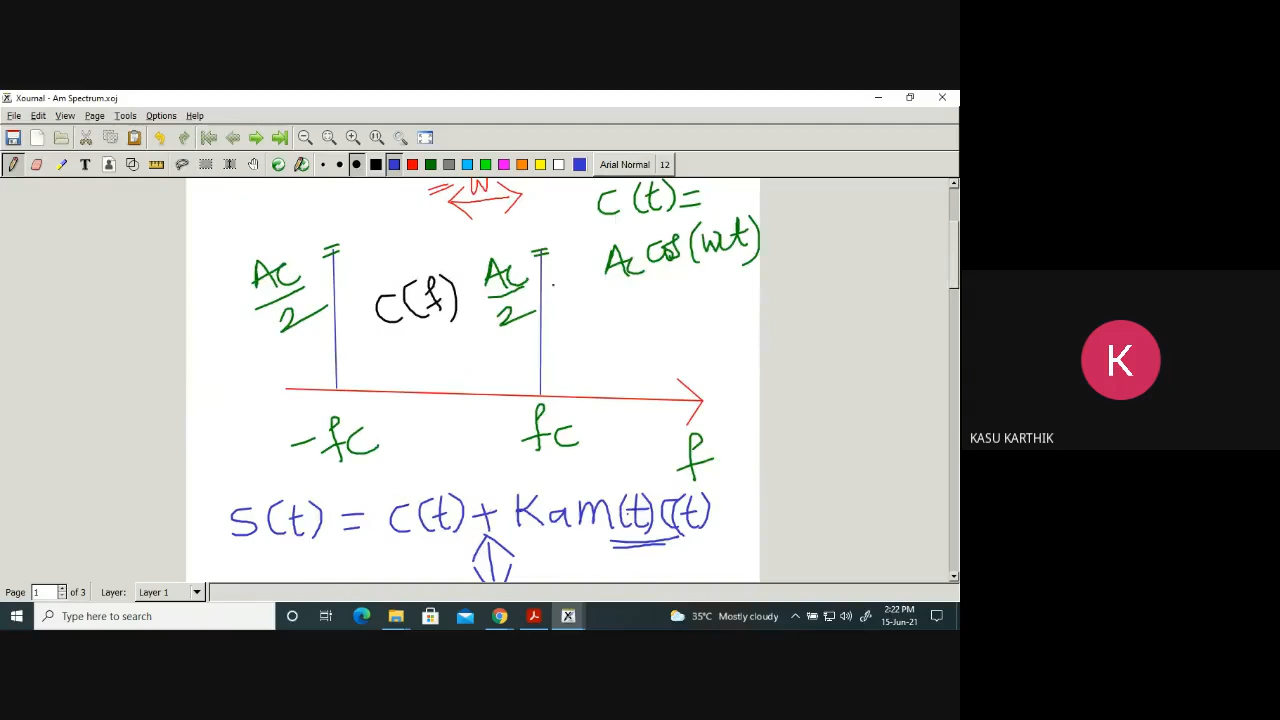 Xournal - Am Spectrum.xoj
File Edit View Page Tools Options Help
Arial Normal 12
= W
C(t)=
Ac cos(wct)
Ac/2
C(f)
Ac/2
-fc
fc
f
S(t) = C(t) + Kam(t)C(t)
Page 1 of 3 Layer: Layer 1
Type here to search
35°C Mostly cloudy
2:22 PM
15-Jun-21
K
KASU KARTHIK